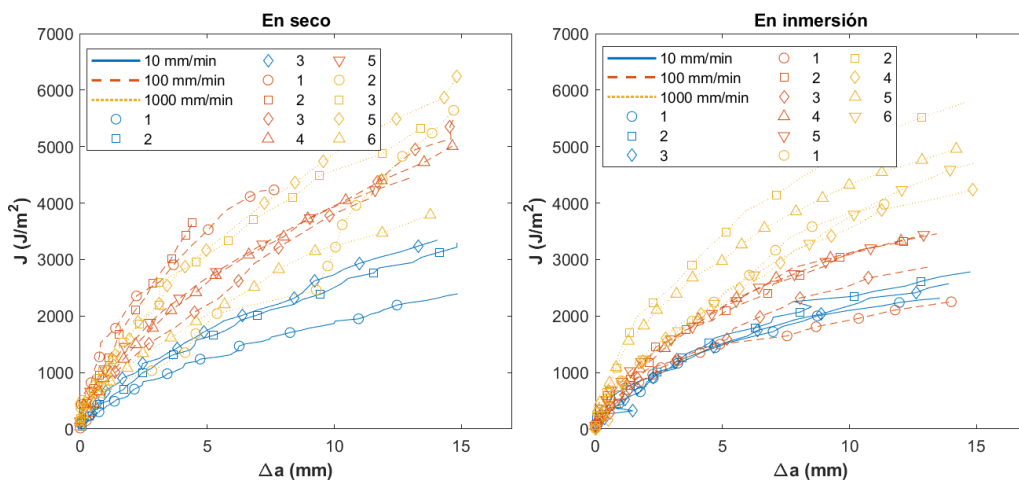 En seco
7000
6000
5000
4000
3000
2000
1000
0
J (J/m²)
10 mm/min 3 5
100 mm/min 1 2
1000 mm/min 2 3
1 3 5
2 4 6
0 5 10 15
Δa (mm)
En inmersión
7000
6000
5000
4000
3000
2000
1000
0
J (J/m²)
10 mm/min 1 2
100 mm/min 2 4
1000 mm/min 3 5
1 4 6
2 5
3 1
0 5 10 15
Δa (mm)